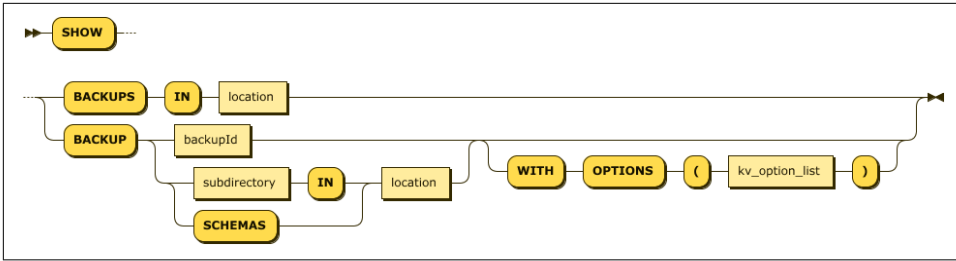 SHOW
BACKUPS IN location
BACKUP backupId
WITH OPTIONS ( kv_option_list )
subdirectory IN location
SCHEMAS